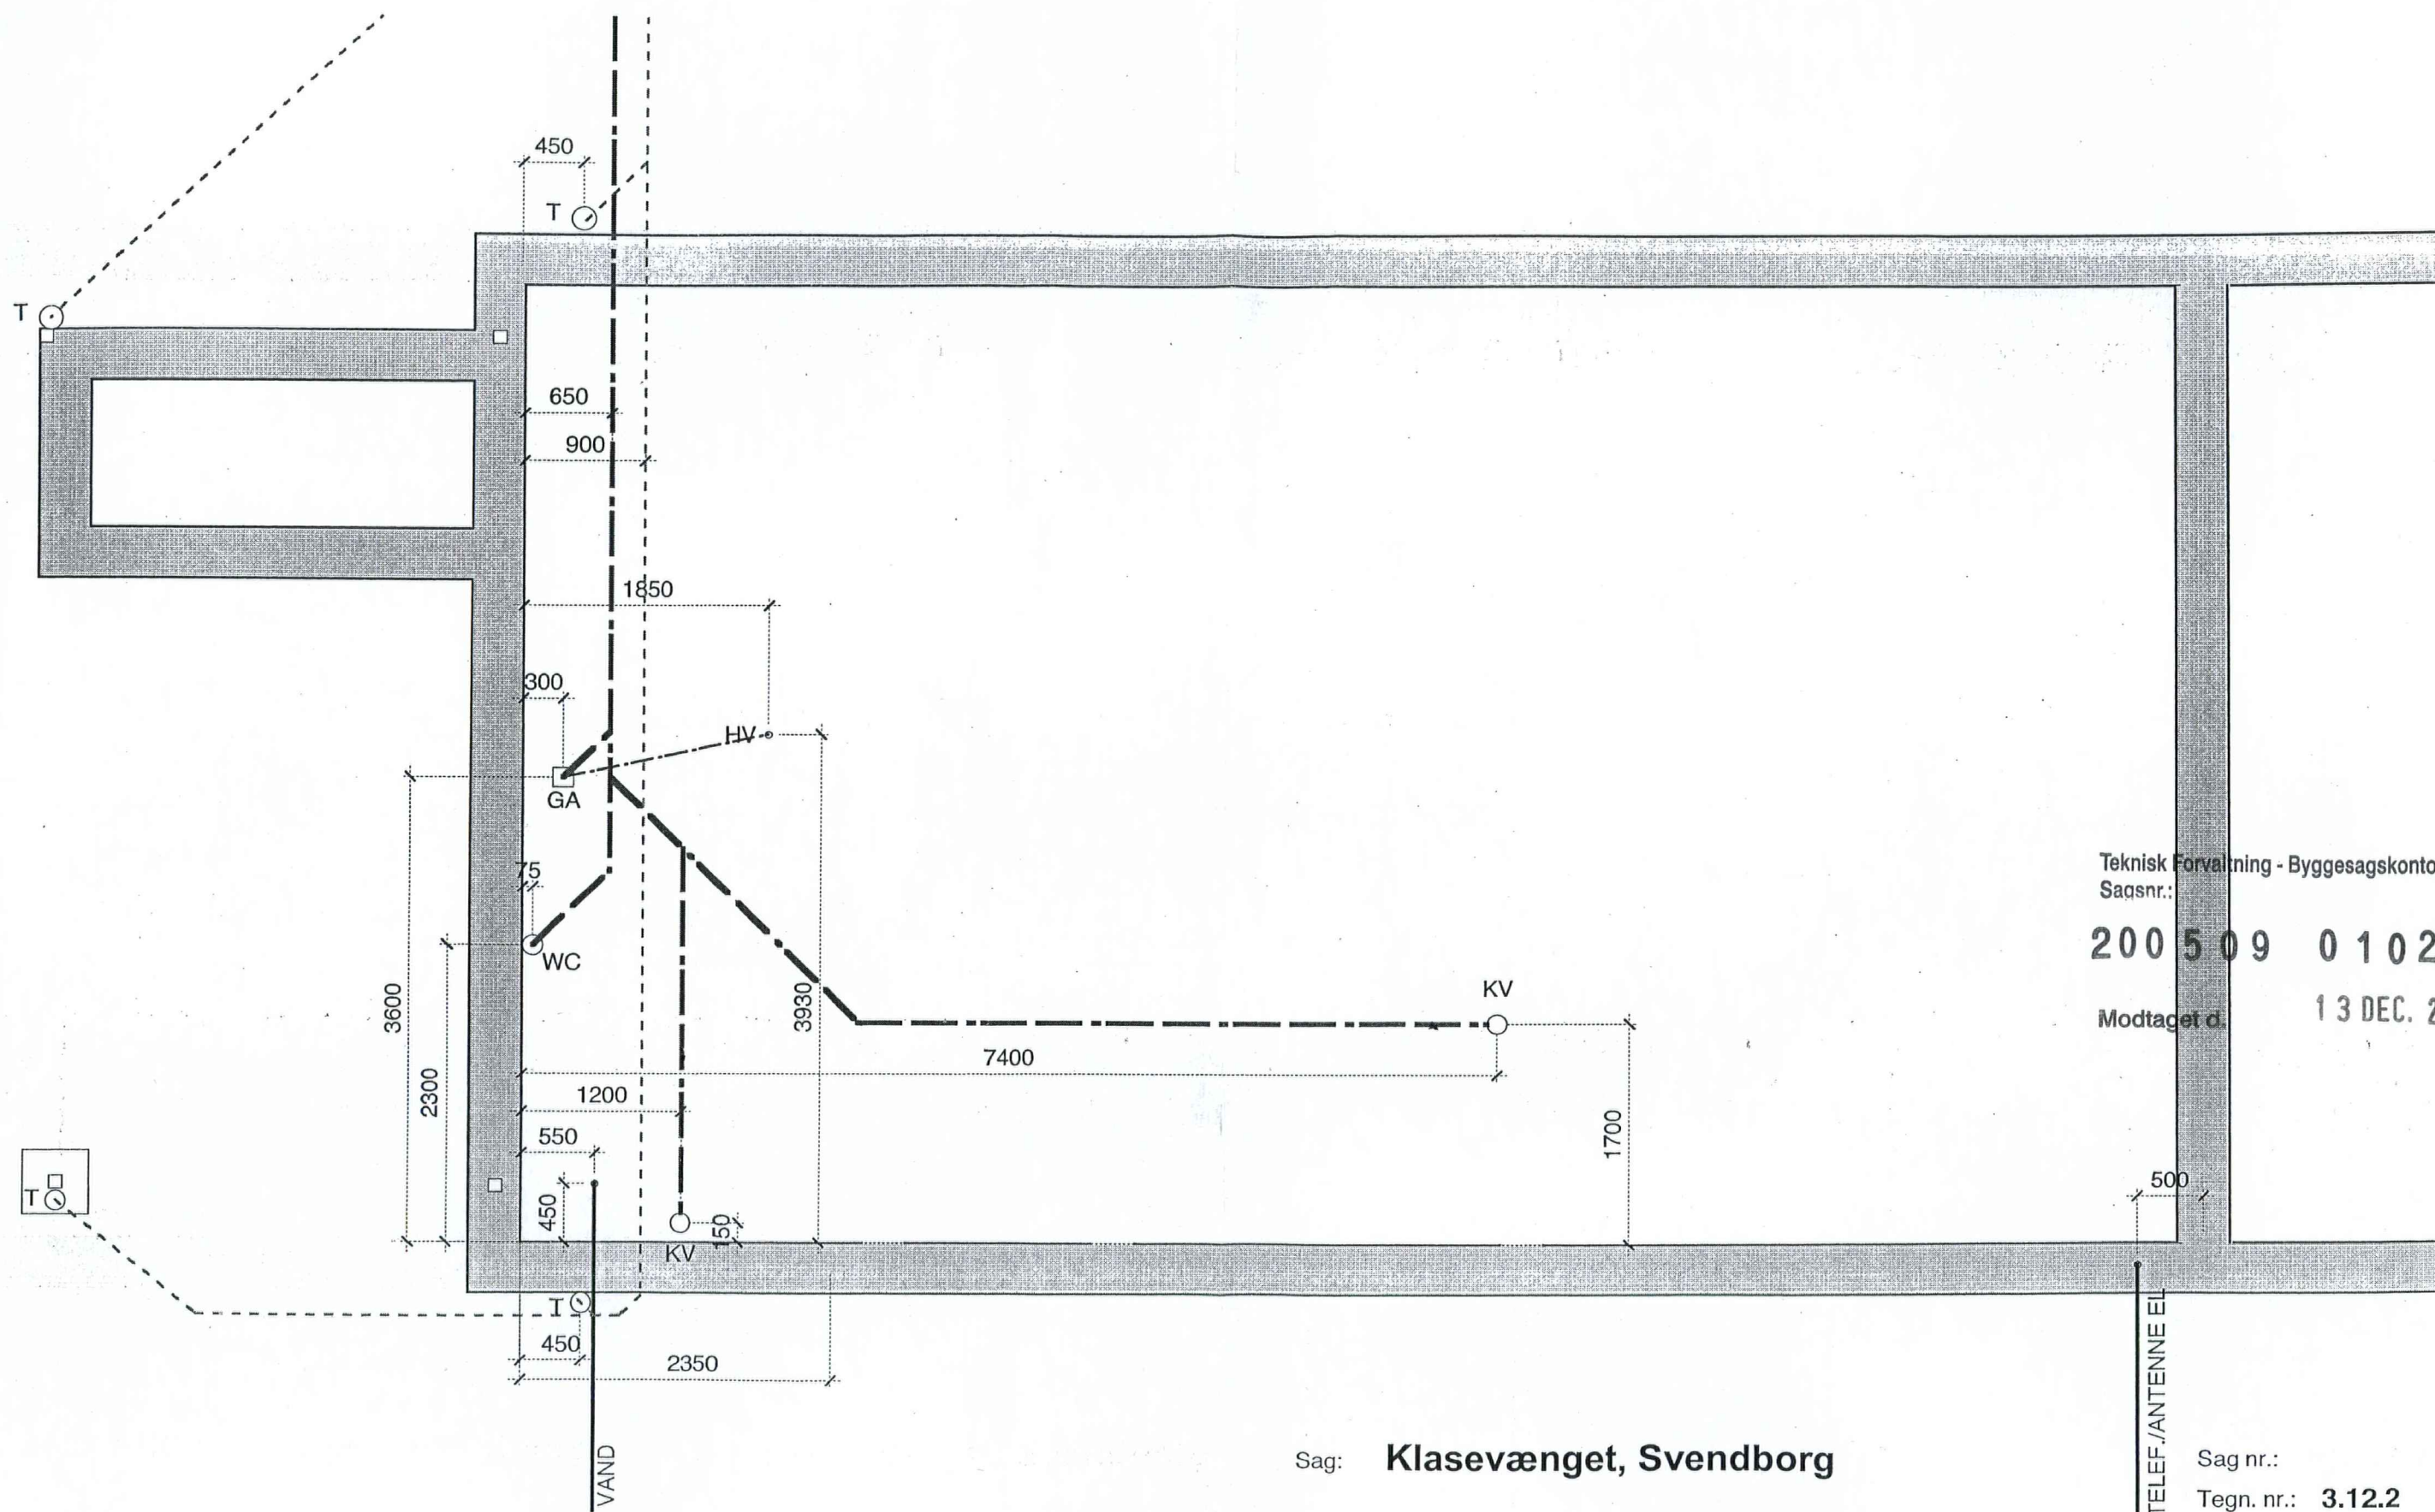 450
T
T
650
900
1850
300
HV
GA
75
WC
3600
2300
3930
KV
7400
1200
550
450
KV
150
1700
500
T
T
450
2350
VAND
TELEF./ANTENNE EL
Teknisk Forvaltning - Byggesagskonto
Sagsnr.:
200509 0102
Modtaget d. 13 DEC. 2
Sag: Klasevænget, Svendborg
Sag nr.:
Tegn. nr.: 3.12.2